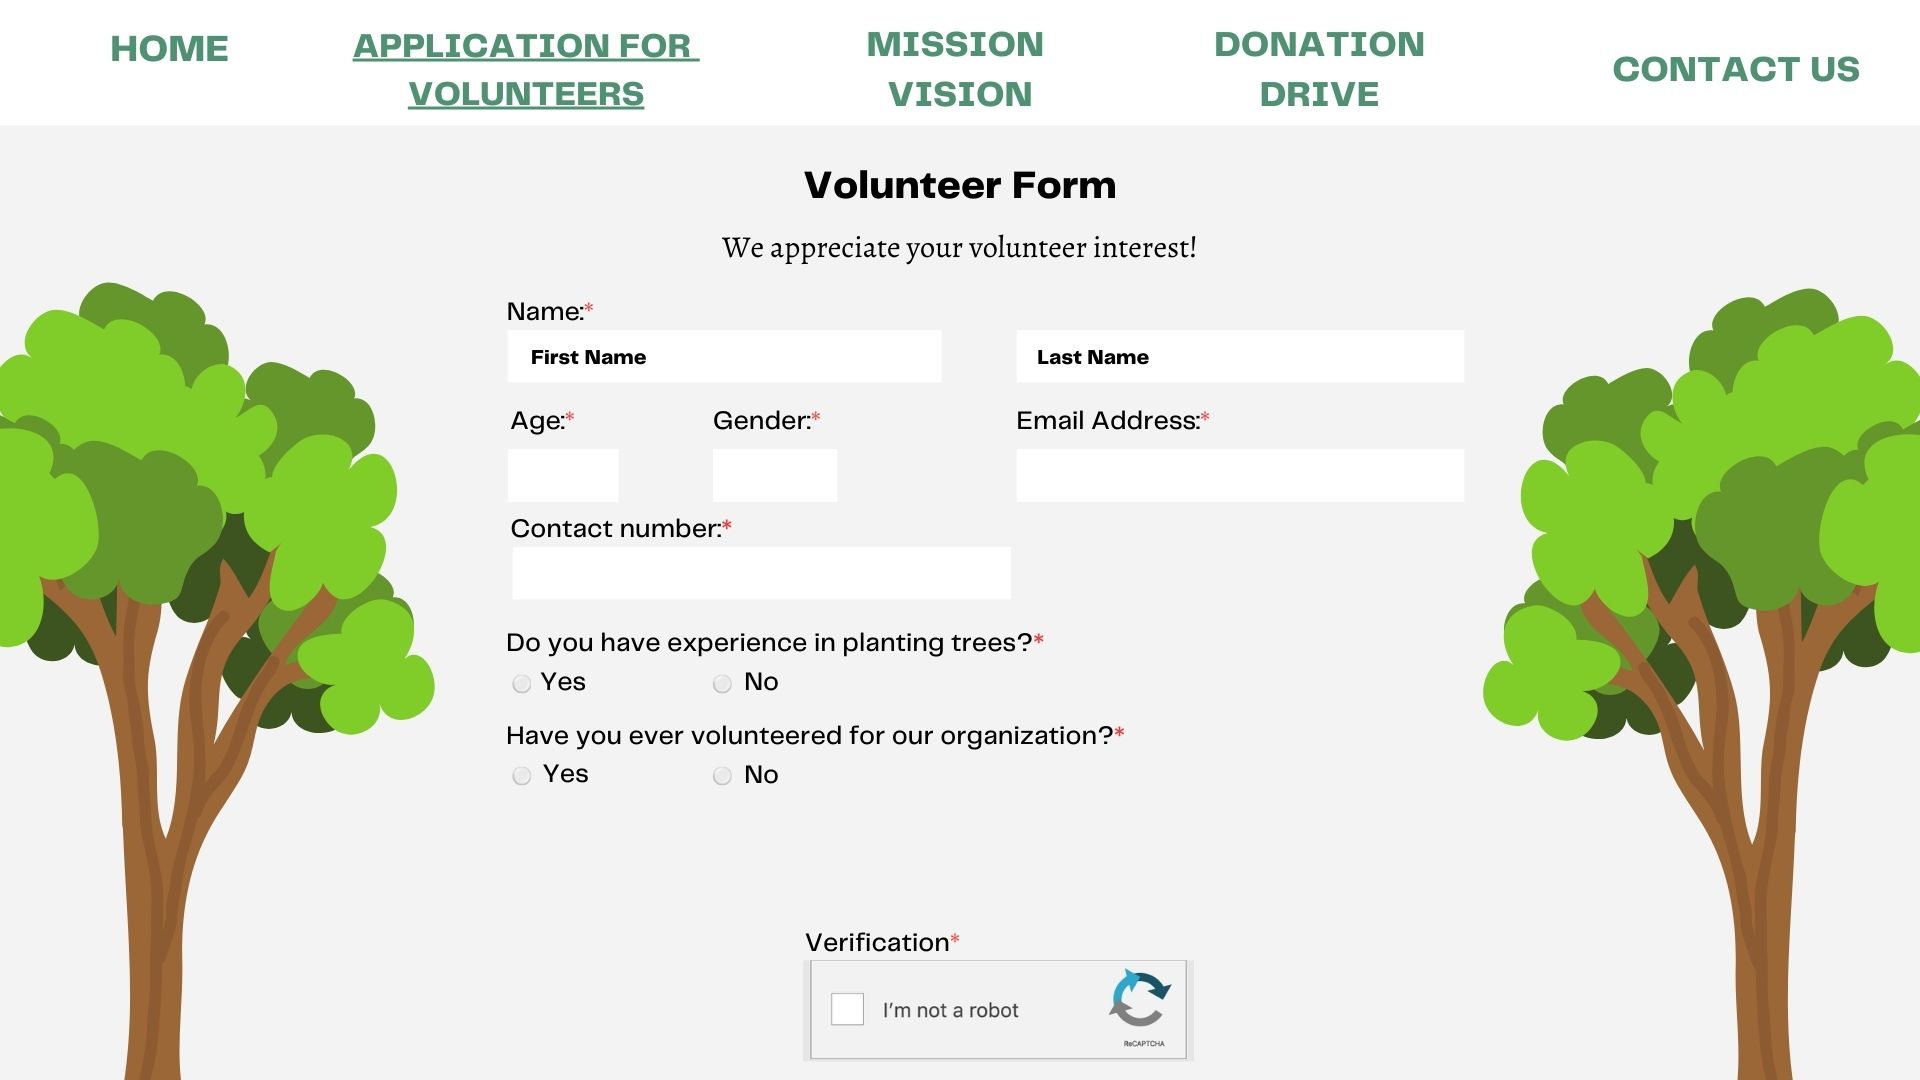 HOME
APPLICATION FOR
VOLUNTEERS
MISSION
VISION
DONATION
DRIVE
CONTACT US
Volunteer Form
We appreciate your volunteer interest!
Name:*
First Name
Last Name
Age:*
Gender:*
Email Address:*
Contact number:*
Do you have experience in planting trees?*
Yes
No
Have you ever volunteered for our organization?*
Yes
No
Verification*
I'm not a robot
ReCAPTCHA